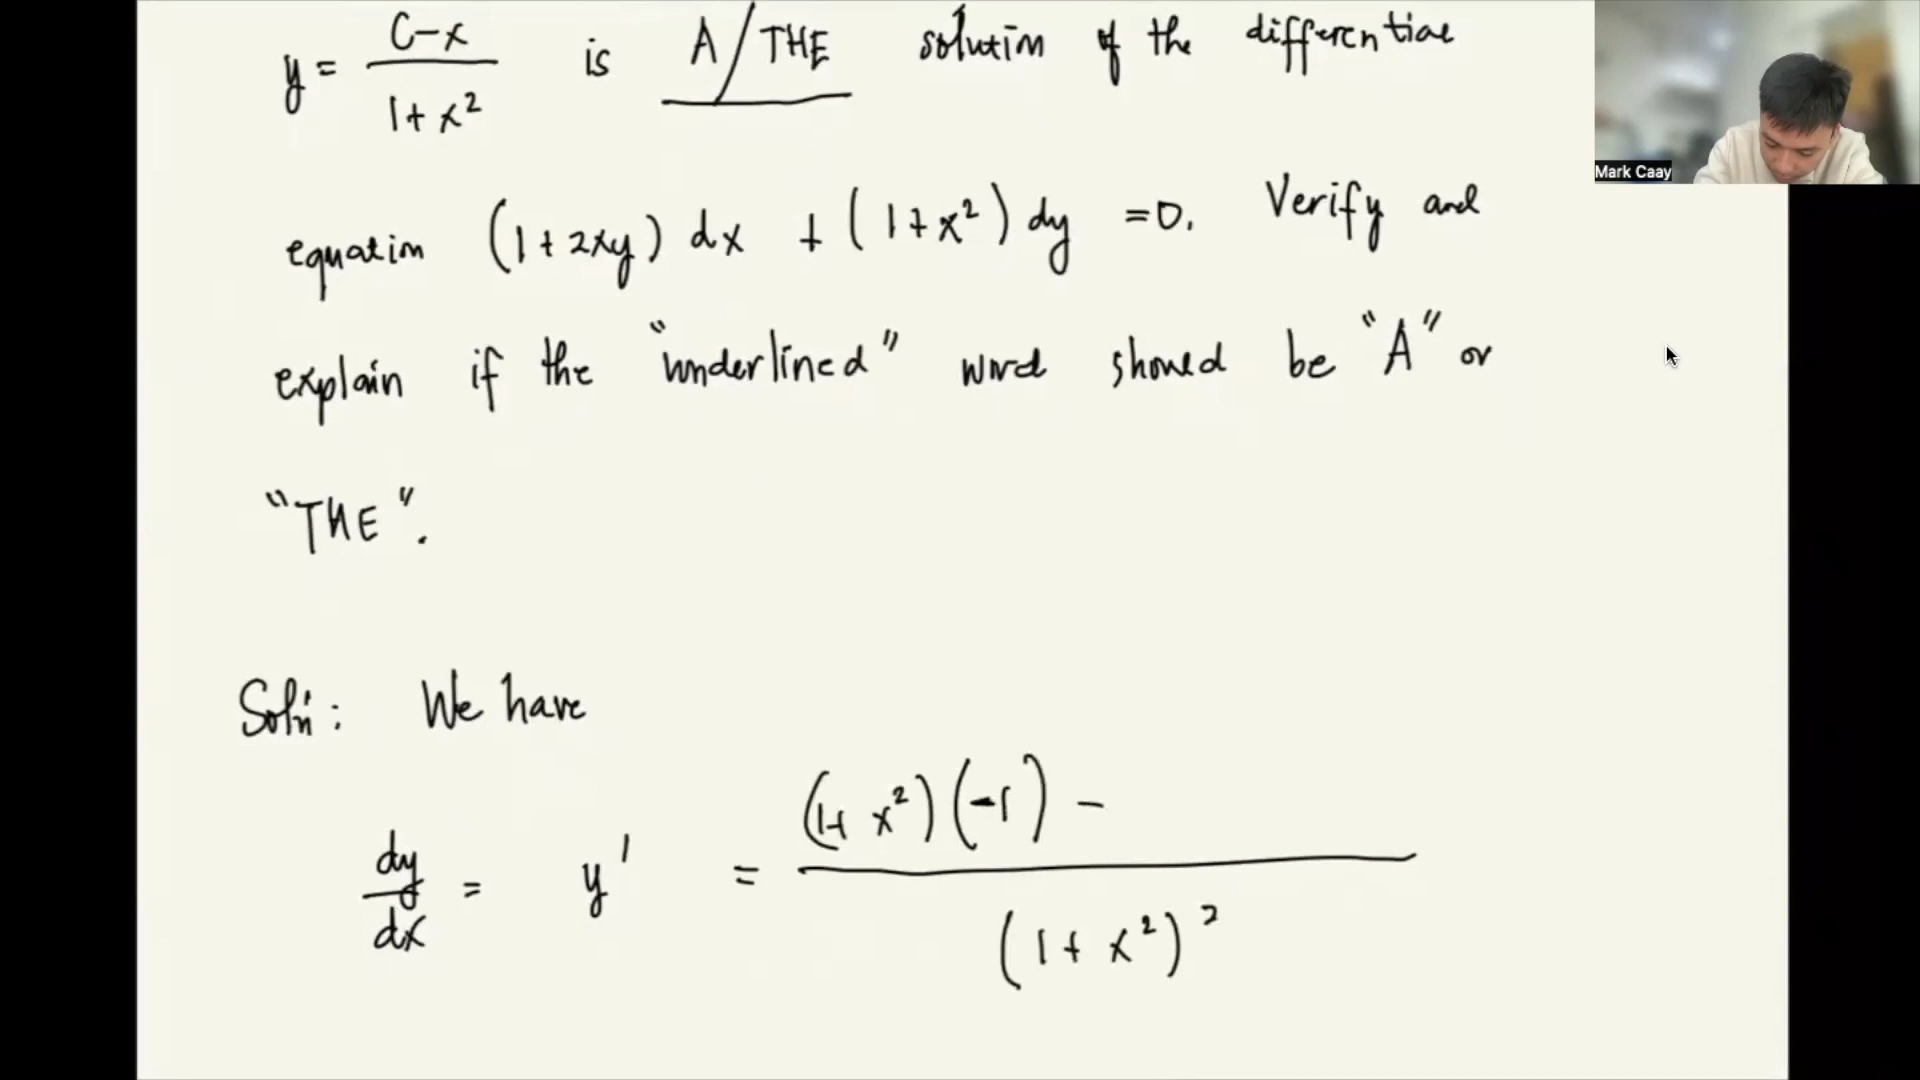 y = (C-x)/(1+x²) is A/THE solution of the differential
Mark Caay
equation (1+2xy) dx + (1+x²) dy =0. Verify and
explain if the "underlined" word should be "A" or
"THE".
Sol'n: We have
dy/dx = y' = ((1+x²)(-1) - )/(1+x²)²